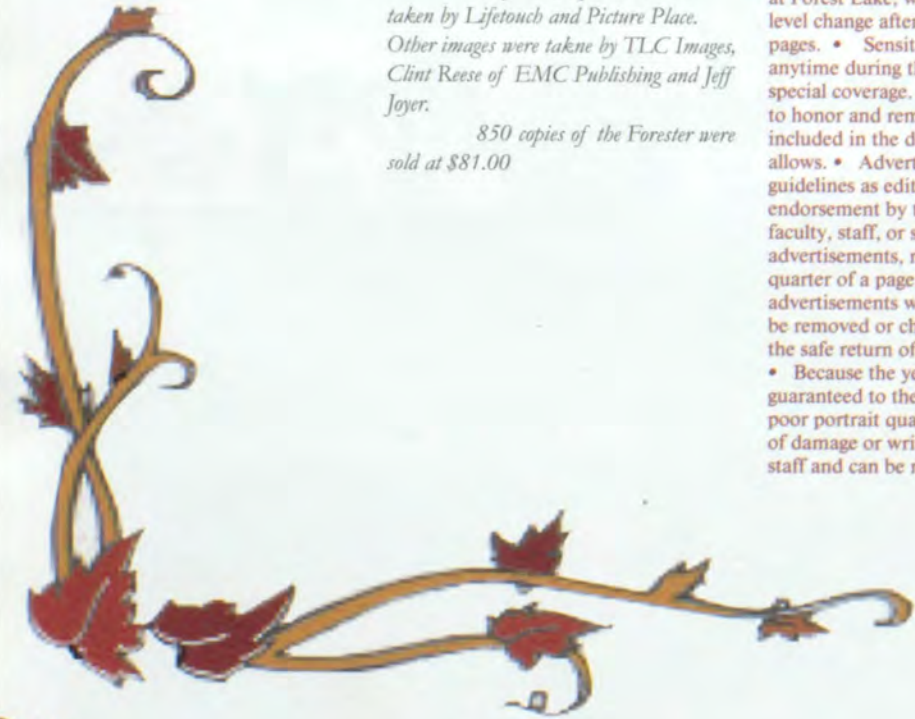 taken by Lifetouch and Picture Place.
Other images were takne by TLC Images,
Clint Reese of EMC Publishing and Jeff
Joyer.
850 copies of the Forester were
sold at $81.00
level change after
pages. • Sensit
anytime during th
special coverage.
to honor and rem
included in the d
allows. • Advert
guidelines as edit
endorsement by t
faculty, staff, or s
advertisements, r
quarter of a page
advertisements w
be removed or ch
the safe return of
• Because the ye
guaranteed to the
poor portrait qua
of damage or wri
staff and can be r